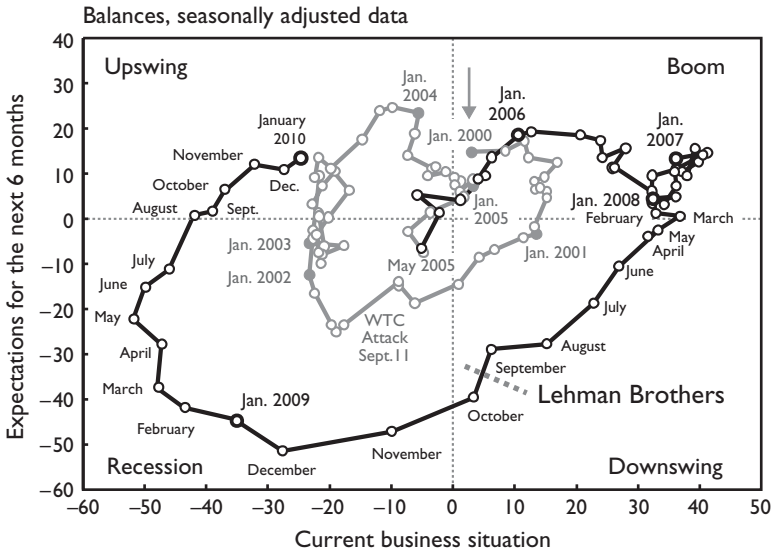 Balances, seasonally adjusted data
Expectations for the next 6 months
40
30
20
10
0
−10
−20
−30
−40
−50
−60
Upswing
Boom
Jan.
2004
Jan.
2006
Jan. 2000
Jan.
2007
January
2010
November
Dec.
October
Sept.
August
Jan. 2008
February
March
Jan.
2005
May
April
Jan. 2003
Jan. 2002
May 2005
Jan. 2001
July
June
May
April
March
February
June
July
August
September
WTC
Attack
Sept.11
Lehman Brothers
Jan. 2009
October
November
December
Recession
Downswing
−60
−50
−40
−30
−20
−10
0
10
20
30
40
50
Current business situation